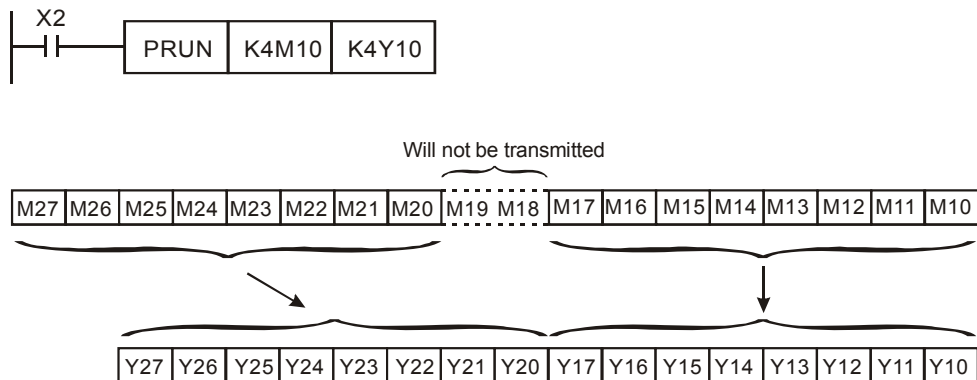 X2
PRUN K4M10 K4Y10
Will not be transmitted
M27 M26 M25 M24 M23 M22 M21 M20 M19 M18 M17 M16 M15 M14 M13 M12 M11 M10
Y27 Y26 Y25 Y24 Y23 Y22 Y21 Y20 Y17 Y16 Y15 Y14 Y13 Y12 Y11 Y10